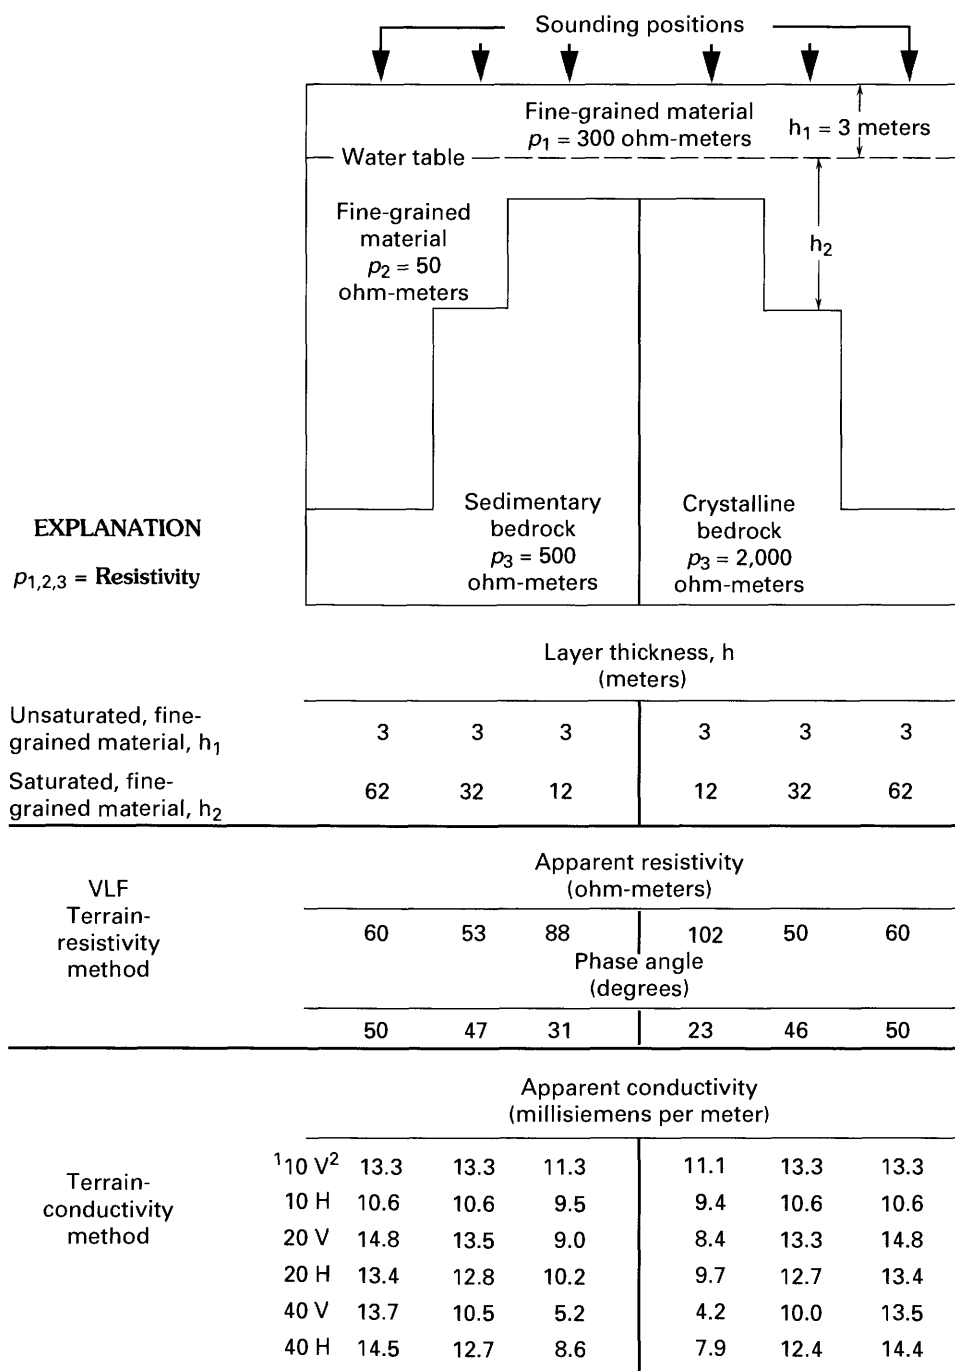 Sounding positions
Fine-grained material
p1 = 300 ohm-meters
h1 = 3 meters
Water table
Fine-grained
material
p2 = 50
ohm-meters
h2
Sedimentary
bedrock
p3 = 500
ohm-meters
Crystalline
bedrock
p3 = 2,000
ohm-meters
EXPLANATION
p1,2,3 = Resistivity
Layer thickness, h
(meters)
Unsaturated, fine-
grained material, h1
3 3 3 3 3 3
Saturated, fine-
grained material, h2
62 32 12 12 32 62
VLF
Terrain-
resistivity
method
Apparent resistivity
(ohm-meters)
60 53 88 102 50 60
Phase angle
(degrees)
50 47 31 23 46 50
Apparent conductivity
(millisiemens per meter)
Terrain-
conductivity
method
¹10 V² 13.3 13.3 11.3 11.1 13.3 13.3
10 H 10.6 10.6 9.5 9.4 10.6 10.6
20 V 14.8 13.5 9.0 8.4 13.3 14.8
20 H 13.4 12.8 10.2 9.7 12.7 13.4
40 V 13.7 10.5 5.2 4.2 10.0 13.5
40 H 14.5 12.7 8.6 7.9 12.4 14.4